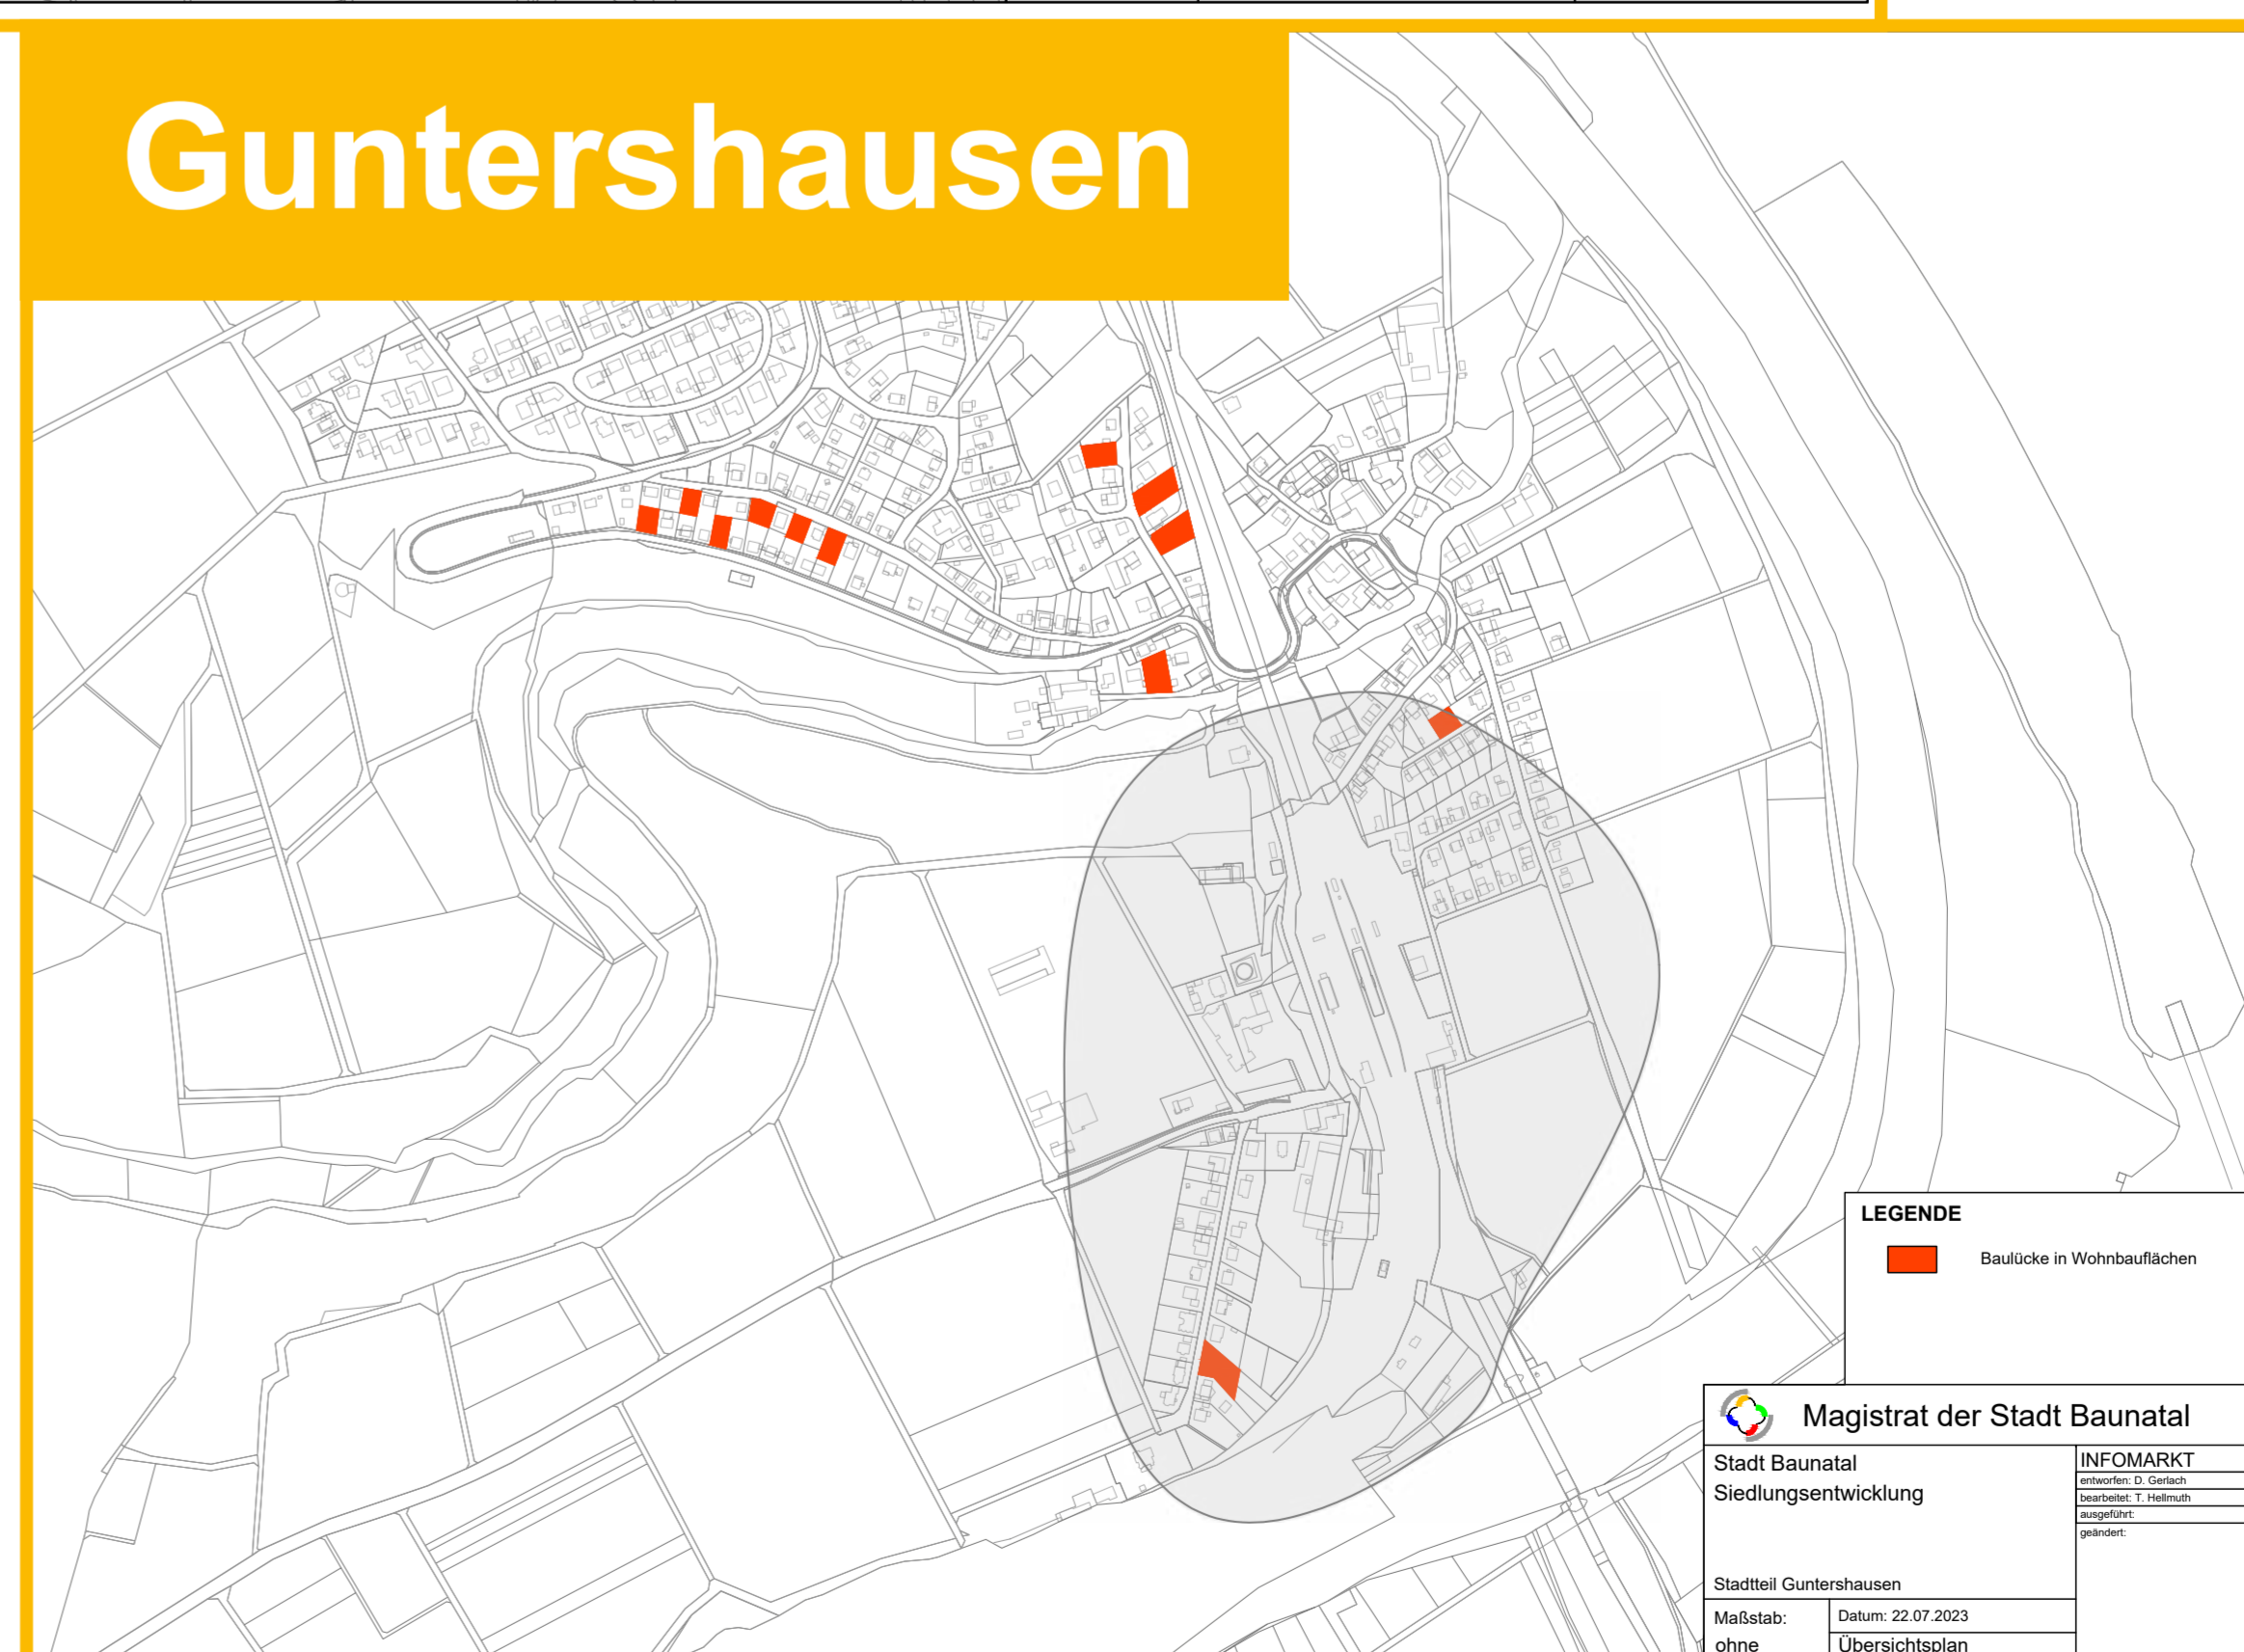 Guntershausen
LEGENDE
Baulücke in Wohnbauflächen
Magistrat der Stadt Baunatal
Stadt Baunatal
Siedlungsentwicklung
INFOMARKT
entworfen: D. Gerlach
bearbeitet: T. Hellmuth
ausgeführt:
geändert:
Stadtteil Guntershausen
Maßstab:
ohne
Datum: 22.07.2023
Übersichtsplan